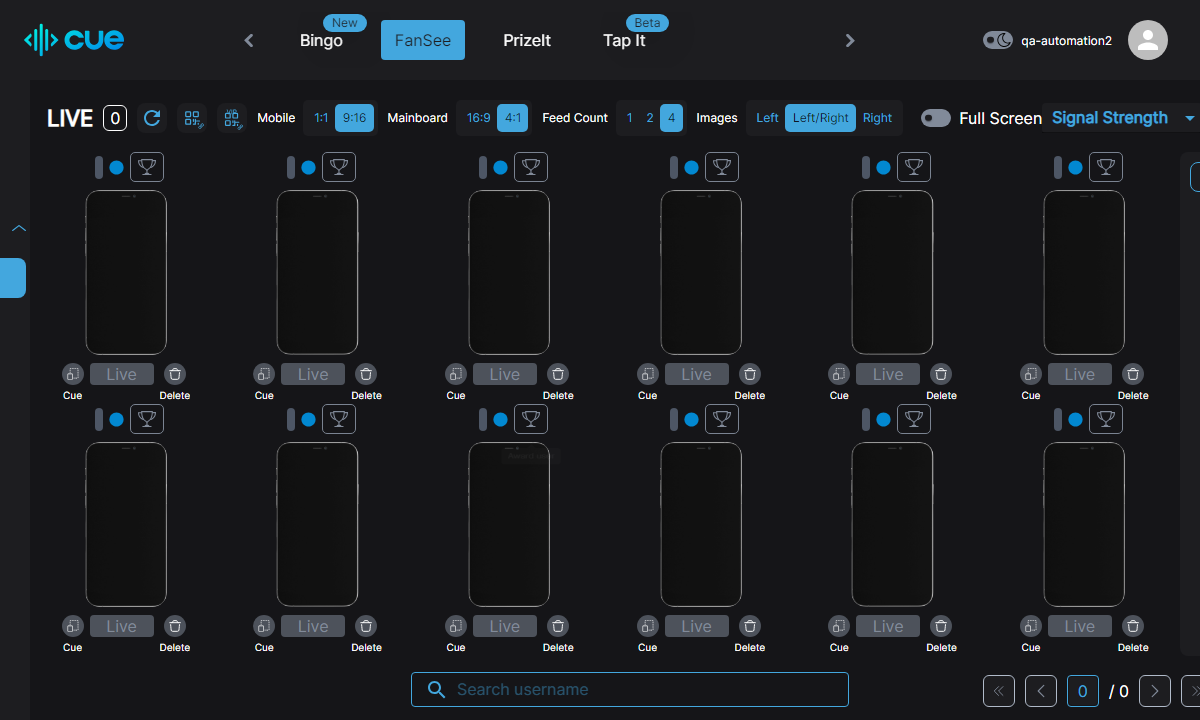 cue
New
Bingo
FanSee
PrizeIt
Beta
Tap It
qa-automation2
LIVE 0
Mobile 1:1 9:16
Mainboard 16:9 4:1
Feed Count 1 2 4
Images Left Left/Right Right
Full Screen
Signal Strength
Live Live Live Live Live Live
Cue Delete Cue Delete Cue Delete Cue Delete Cue Delete Cue Delete
Live Live Live Live Live Live
Cue Delete Cue Delete Cue Delete Cue Delete Cue Delete Cue Delete
Search username
0 / 0